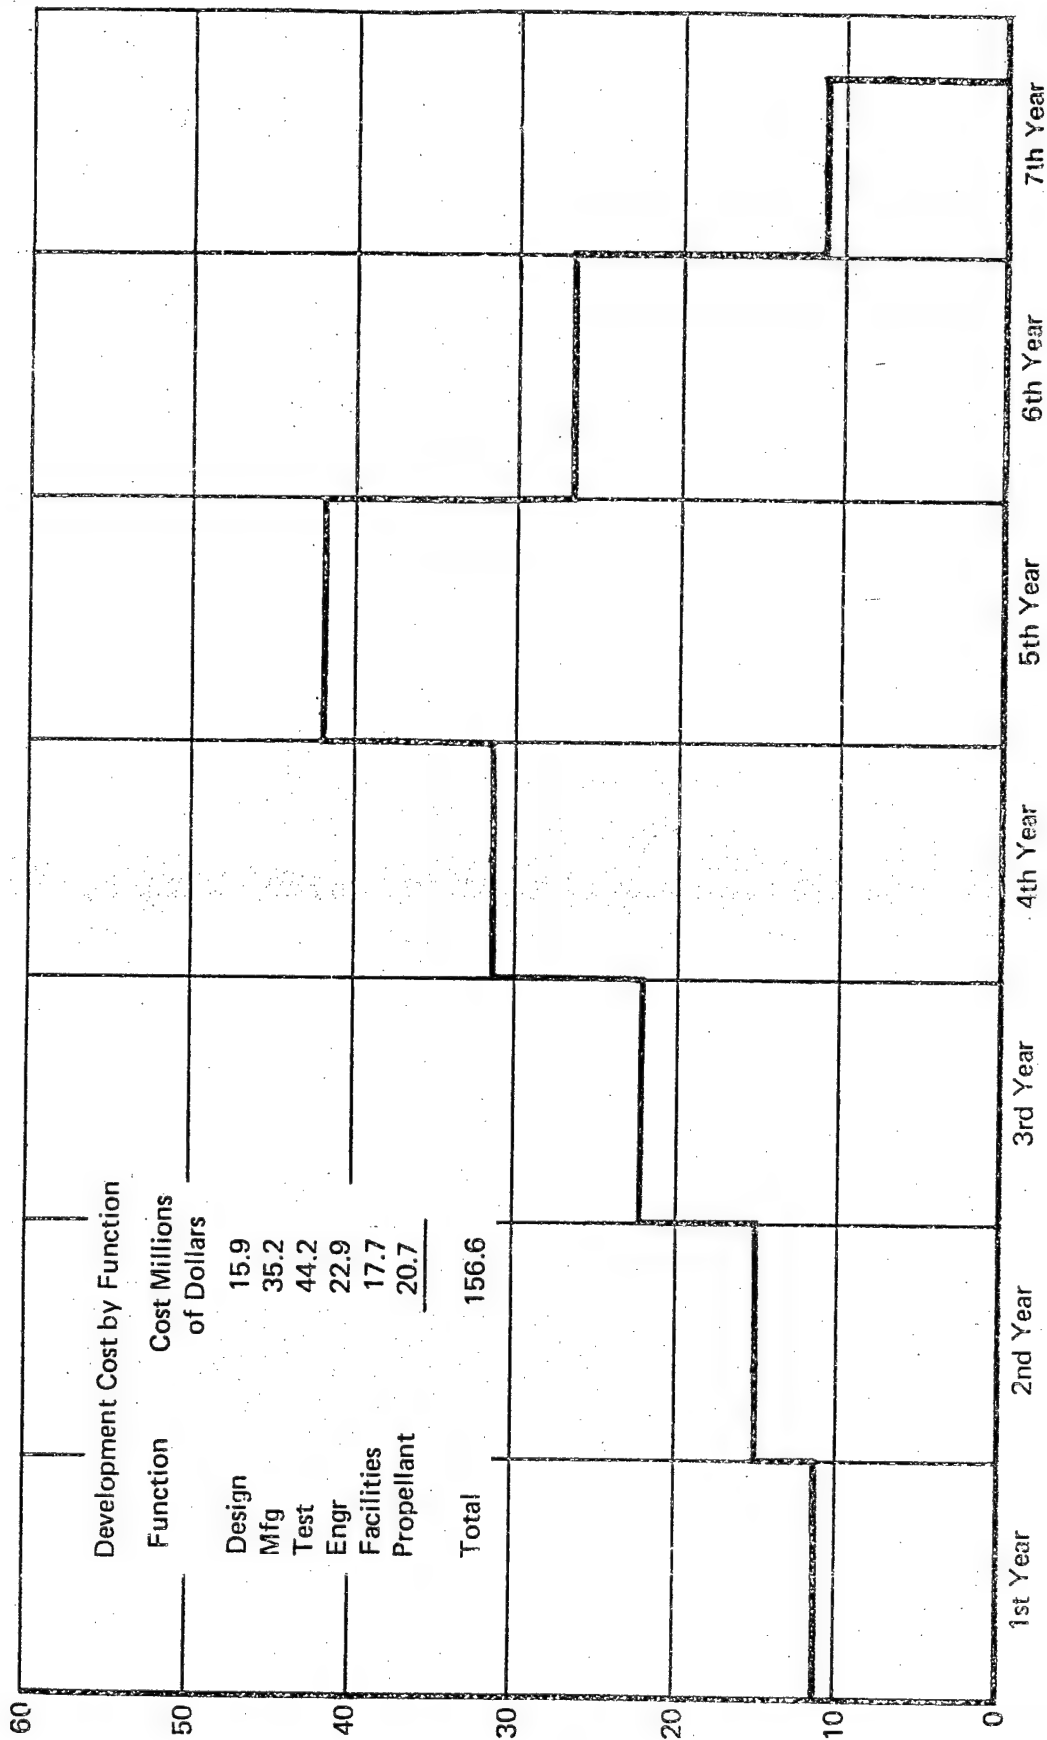 60
50
40
30
20
10
0
Development Cost by Function
Function Cost Millions
of Dollars
Design 15.9
Mfg 35.2
Test 44.2
Engr 22.9
Facilities 17.7
Propellant 20.7
Total 156.6
1st Year 2nd Year 3rd Year 4th Year 5th Year 6th Year 7th Year